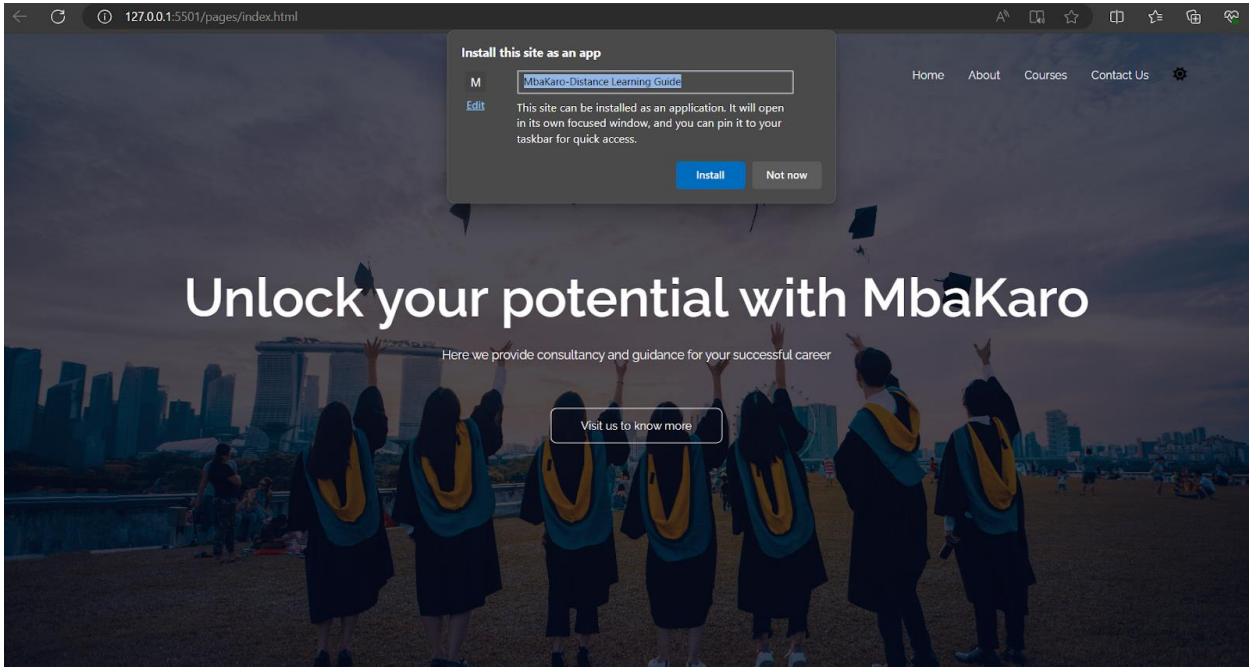 127.0.0.1:5501/pages/index.html
Install this site as an app
M
MbaKaro-Distance Learning Guide
Edit
This site can be installed as an application. It will open
in its own focused window, and you can pin it to your
taskbar for quick access.
Install Not now
Home About Courses Contact Us
Unlock your potential with MbaKaro
Here we provide consultancy and guidance for your successful career
Visit us to know more